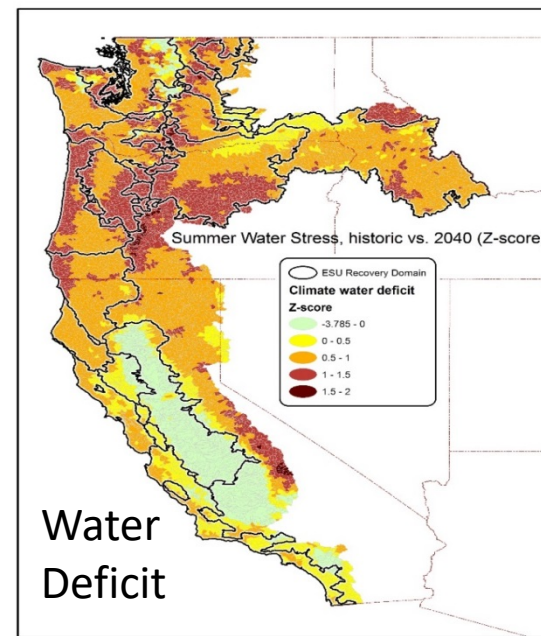 Summer Water Stress, historic vs. 2040 (Z-score
ESU Recovery Domain
Climate water deficit
Z-score
-3.785 - 0
0 - 0.5
0.5 - 1
1 - 1.5
1.5 - 2
Water
Deficit